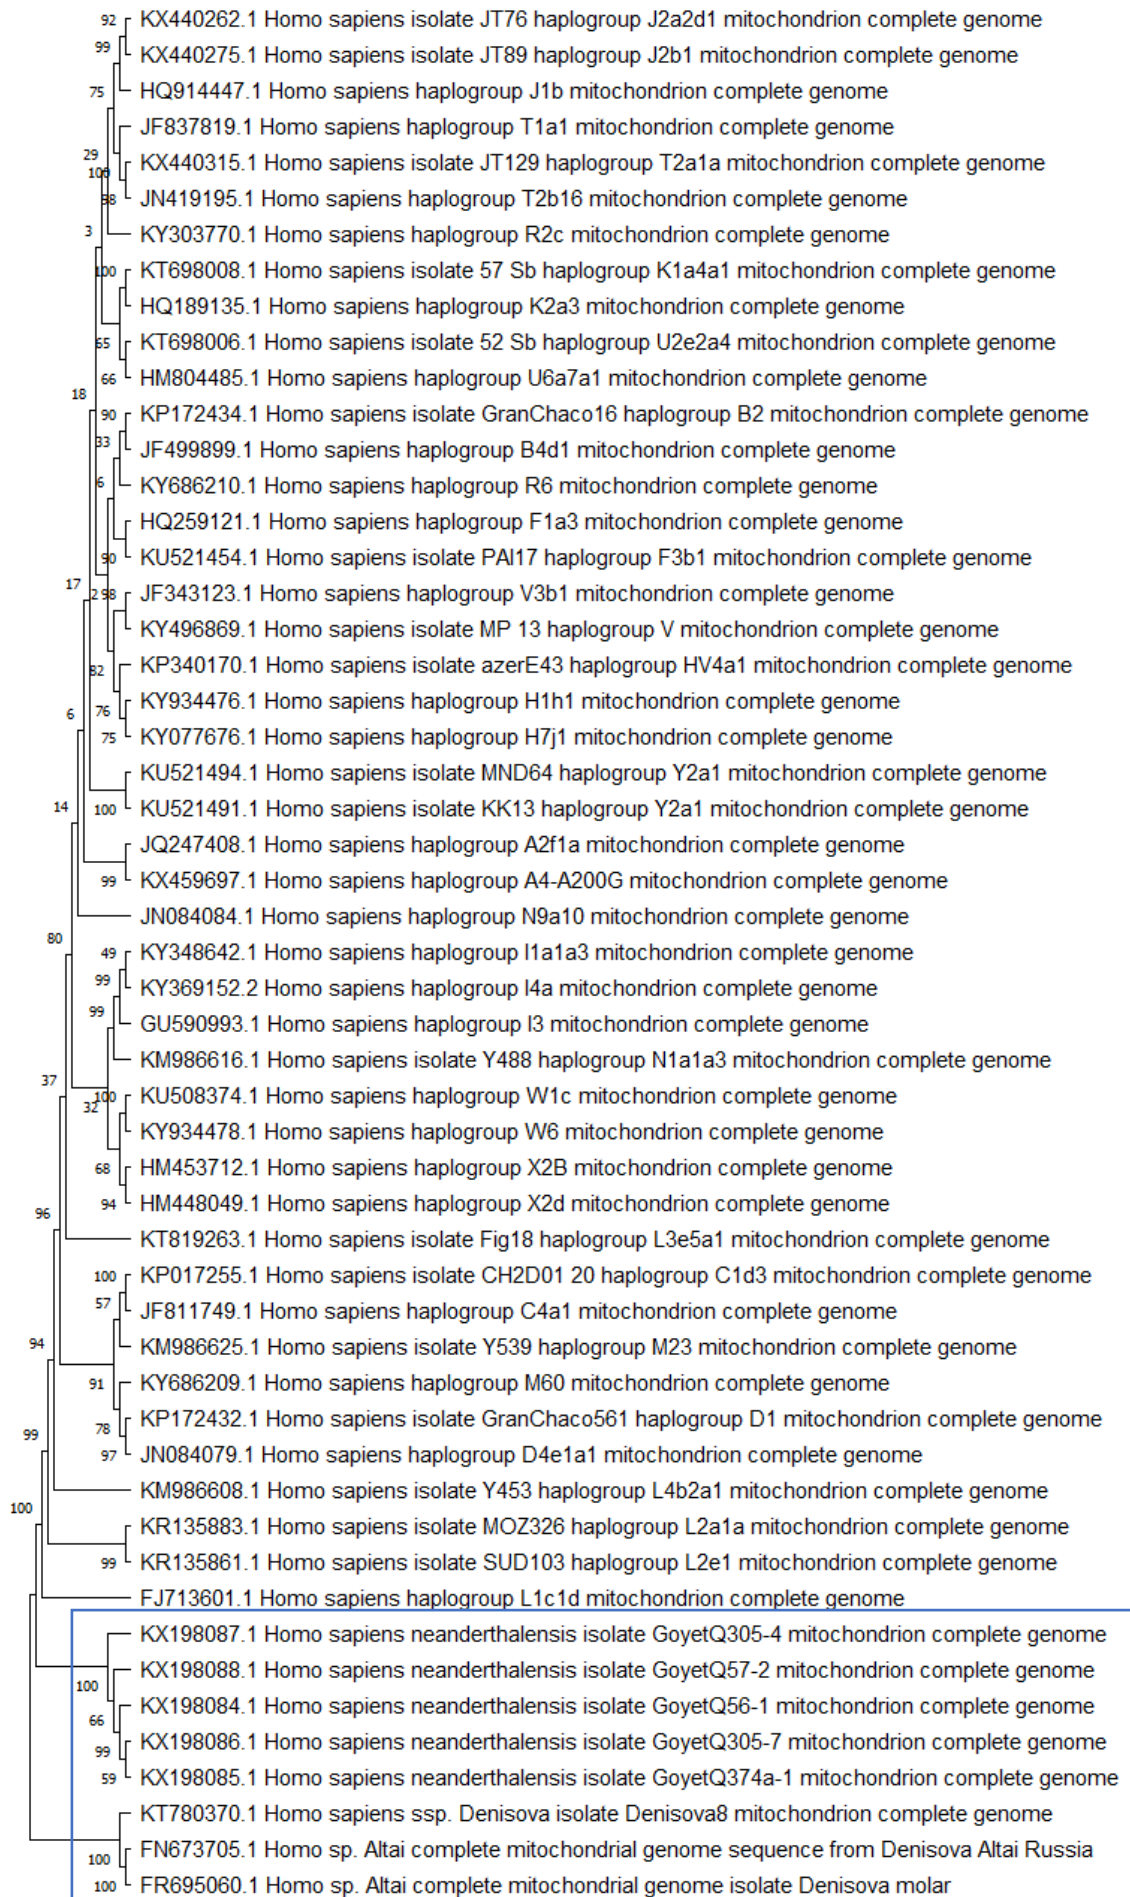 92 KX440262.1 Homo sapiens isolate JT76 haplogroup J2a2d1 mitochondrion complete genome
99 KX440275.1 Homo sapiens isolate JT89 haplogroup J2b1 mitochondrion complete genome
75 HQ914447.1 Homo sapiens haplogroup J1b mitochondrion complete genome
JF837819.1 Homo sapiens haplogroup T1a1 mitochondrion complete genome
29
KX440315.1 Homo sapiens isolate JT129 haplogroup T2a1a mitochondrion complete genome
100
98 JN419195.1 Homo sapiens haplogroup T2b16 mitochondrion complete genome
3 KY303770.1 Homo sapiens haplogroup R2c mitochondrion complete genome
100 KT698008.1 Homo sapiens isolate 57 Sb haplogroup K1a4a1 mitochondrion complete genome
HQ189135.1 Homo sapiens haplogroup K2a3 mitochondrion complete genome
65 KT698006.1 Homo sapiens isolate 52 Sb haplogroup U2e2a4 mitochondrion complete genome
66 HM804485.1 Homo sapiens haplogroup U6a7a1 mitochondrion complete genome
18
90 KP172434.1 Homo sapiens isolate GranChaco16 haplogroup B2 mitochondrion complete genome
33 JF499899.1 Homo sapiens haplogroup B4d1 mitochondrion complete genome
6 KY686210.1 Homo sapiens haplogroup R6 mitochondrion complete genome
HQ259121.1 Homo sapiens haplogroup F1a3 mitochondrion complete genome
90 KU521454.1 Homo sapiens isolate PAI17 haplogroup F3b1 mitochondrion complete genome
17
2 98 JF343123.1 Homo sapiens haplogroup V3b1 mitochondrion complete genome
KY496869.1 Homo sapiens isolate MP 13 haplogroup V mitochondrion complete genome
82 KP340170.1 Homo sapiens isolate azerE43 haplogroup HV4a1 mitochondrion complete genome
76 KY934476.1 Homo sapiens haplogroup H1h1 mitochondrion complete genome
6
75 KY077676.1 Homo sapiens haplogroup H7j1 mitochondrion complete genome
KU521494.1 Homo sapiens isolate MND64 haplogroup Y2a1 mitochondrion complete genome
14 100 KU521491.1 Homo sapiens isolate KK13 haplogroup Y2a1 mitochondrion complete genome
JQ247408.1 Homo sapiens haplogroup A2f1a mitochondrion complete genome
99 KX459697.1 Homo sapiens haplogroup A4-A200G mitochondrion complete genome
JN084084.1 Homo sapiens haplogroup N9a10 mitochondrion complete genome
80
49 KY348642.1 Homo sapiens haplogroup I1a1a3 mitochondrion complete genome
99 KY369152.2 Homo sapiens haplogroup I4a mitochondrion complete genome
99 GU590993.1 Homo sapiens haplogroup I3 mitochondrion complete genome
KM986616.1 Homo sapiens isolate Y488 haplogroup N1a1a3 mitochondrion complete genome
37
100 KU508374.1 Homo sapiens haplogroup W1c mitochondrion complete genome
32
KY934478.1 Homo sapiens haplogroup W6 mitochondrion complete genome
68 HM453712.1 Homo sapiens haplogroup X2B mitochondrion complete genome
94 HM448049.1 Homo sapiens haplogroup X2d mitochondrion complete genome
96
KT819263.1 Homo sapiens isolate Fig18 haplogroup L3e5a1 mitochondrion complete genome
100 KP017255.1 Homo sapiens isolate CH2D01 20 haplogroup C1d3 mitochondrion complete genome
57 JF811749.1 Homo sapiens haplogroup C4a1 mitochondrion complete genome
94 KM986625.1 Homo sapiens isolate Y539 haplogroup M23 mitochondrion complete genome
91 KY686209.1 Homo sapiens haplogroup M60 mitochondrion complete genome
78 KP172432.1 Homo sapiens isolate GranChaco561 haplogroup D1 mitochondrion complete genome
99
97 JN084079.1 Homo sapiens haplogroup D4e1a1 mitochondrion complete genome
KM986608.1 Homo sapiens isolate Y453 haplogroup L4b2a1 mitochondrion complete genome
100
KR135883.1 Homo sapiens isolate MOZ326 haplogroup L2a1a mitochondrion complete genome
99 KR135861.1 Homo sapiens isolate SUD103 haplogroup L2e1 mitochondrion complete genome
FJ713601.1 Homo sapiens haplogroup L1c1d mitochondrion complete genome
KX198087.1 Homo sapiens neanderthalensis isolate GoyetQ305-4 mitochondrion complete genome
100 KX198088.1 Homo sapiens neanderthalensis isolate GoyetQ57-2 mitochondrion complete genome
66 KX198084.1 Homo sapiens neanderthalensis isolate GoyetQ56-1 mitochondrion complete genome
99 KX198086.1 Homo sapiens neanderthalensis isolate GoyetQ305-7 mitochondrion complete genome
59 KX198085.1 Homo sapiens neanderthalensis isolate GoyetQ374a-1 mitochondrion complete genome
KT780370.1 Homo sapiens ssp. Denisova isolate Denisova8 mitochondrion complete genome
100 FN673705.1 Homo sp. Altai complete mitochondrial genome sequence from Denisova Altai Russia
100 FR695060.1 Homo sp. Altai complete mitochondrial genome isolate Denisova molar